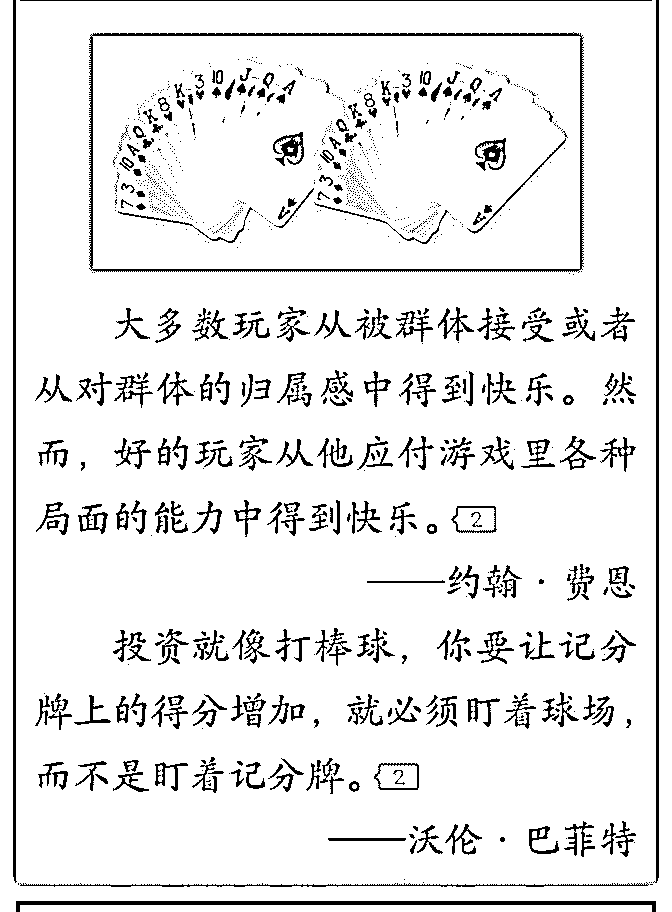 7 3 10 A Q K 8 K 3 10 J Q A
A
7 3 10 A Q K 8 K 3 10 J Q A
A
大多数玩家从被群体接受或者
从对群体的归属感中得到快乐。然
而，好的玩家从他应付游戏里各种
局面的能力中得到快乐。2
——约翰·费恩
投资就像打棒球，你要让记分
牌上的得分增加，就必须盯着球场，
而不是盯着记分牌。2
——沃伦·巴菲特